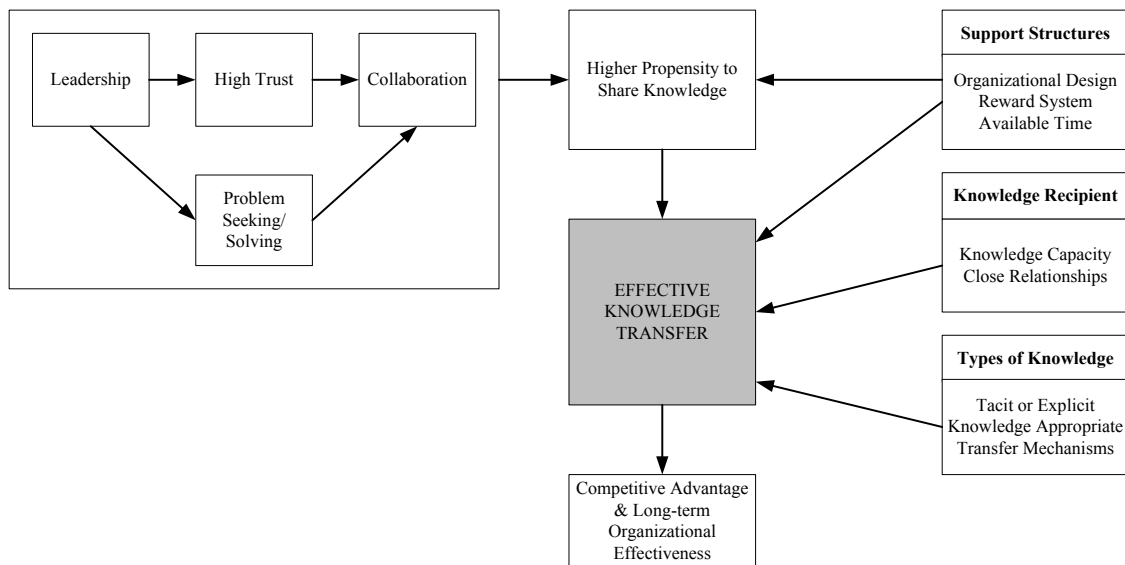 Leadership
High Trust
Collaboration
Problem
Seeking/
Solving
Higher Propensity to
Share Knowledge
Support Structures
Organizational Design
Reward System
Available Time
Knowledge Recipient
Knowledge Capacity
Close Relationships
EFFECTIVE
KNOWLEDGE
TRANSFER
Types of Knowledge
Tacit or Explicit
Knowledge Appropriate
Transfer Mechanisms
Competitive Advantage
& Long-term
Organizational
Effectiveness